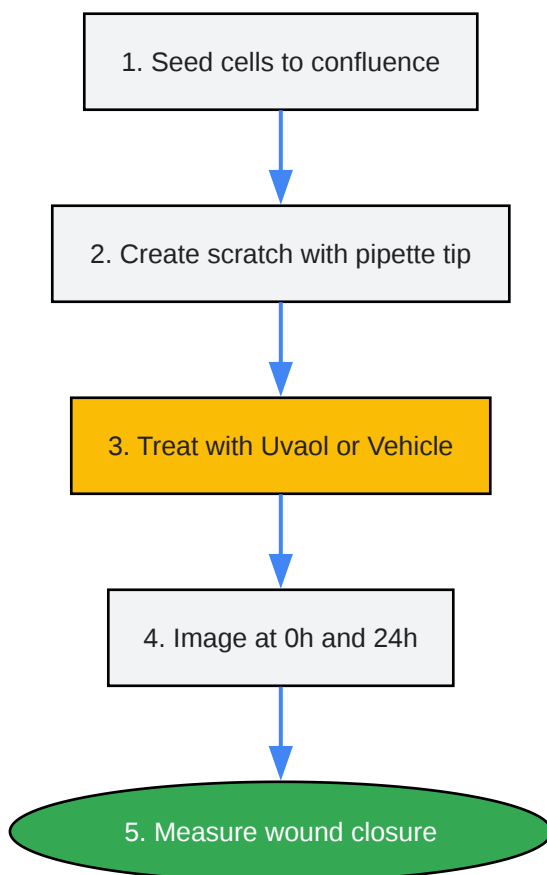 1. Seed cells to confluence
2. Create scratch with pipette tip
3. Treat with Uvaol or Vehicle
4. Image at 0h and 24h
5. Measure wound closure